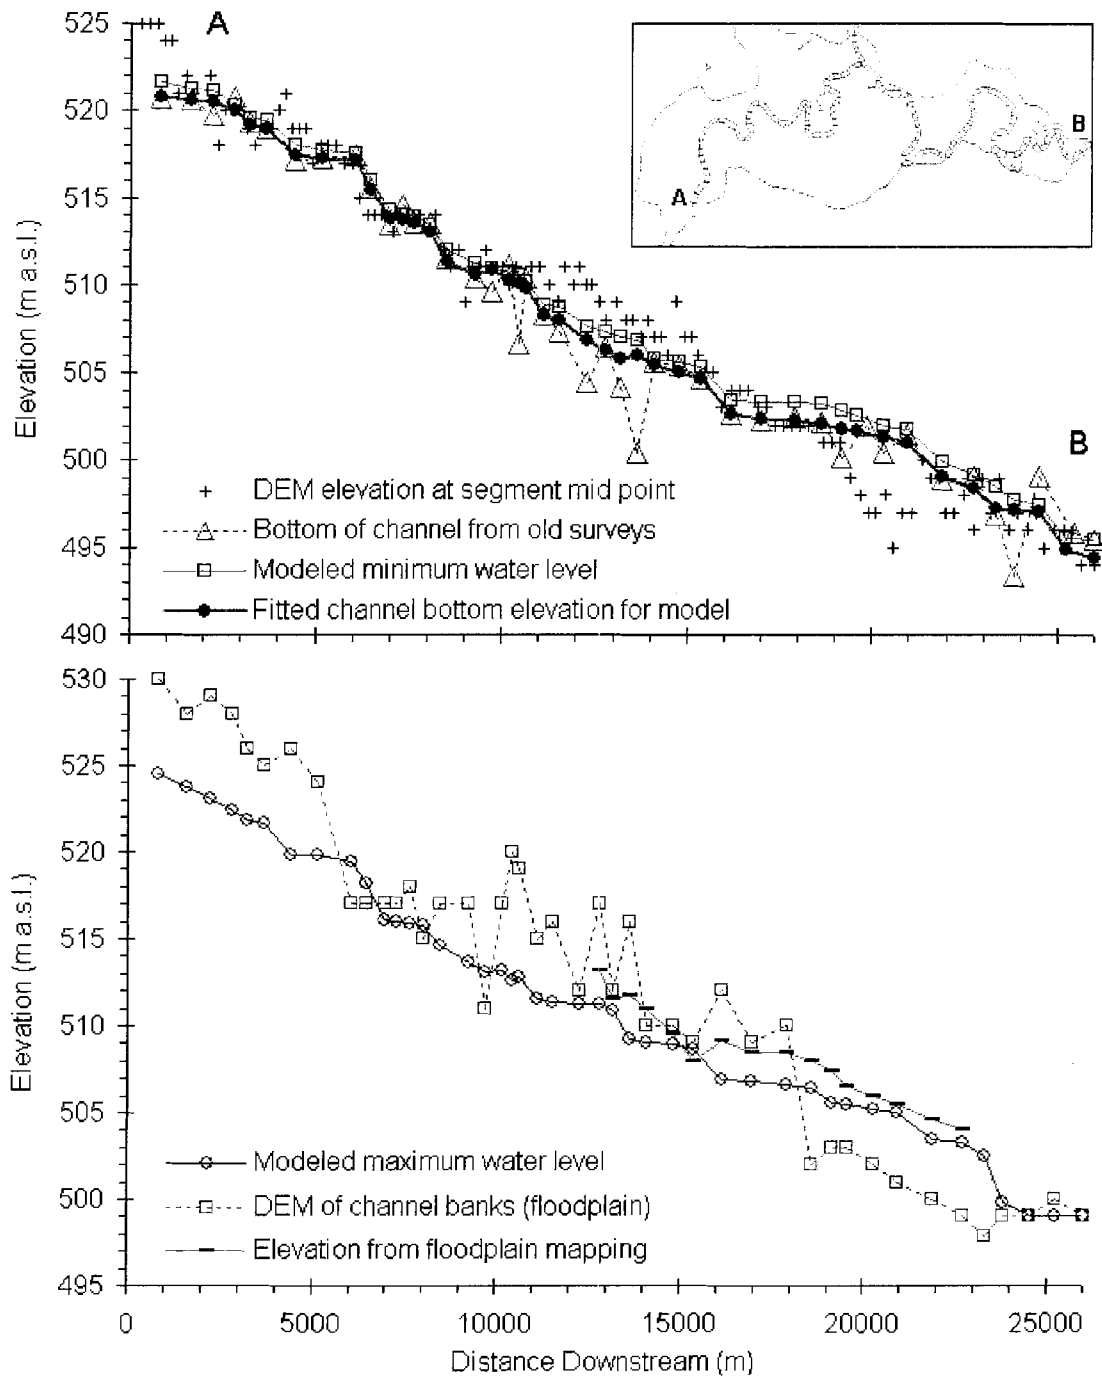 525
520
515
510
505
500
495
490
Elevation (m a.s.l.)
A
A
B
B
DEM elevation at segment mid point
Bottom of channel from old surveys
Modeled minimum water level
Fitted channel bottom elevation for model
530
525
520
515
510
505
500
495
Elevation (m a.s.l.)
Modeled maximum water level
DEM of channel banks (floodplain)
Elevation from floodplain mapping
0 5000 10000 15000 20000 25000
Distance Downstream (m)